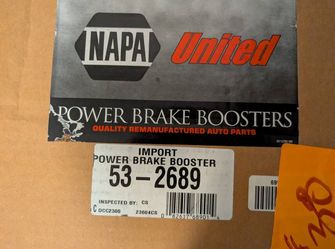 NAPA
United
POWER BRAKE BOOSTERS
QUALITY REMANUFACTURED AUTO PARTS
IMPORT
POWER BRAKE BOOSTER
53-2689
INSPECTED BY: CS